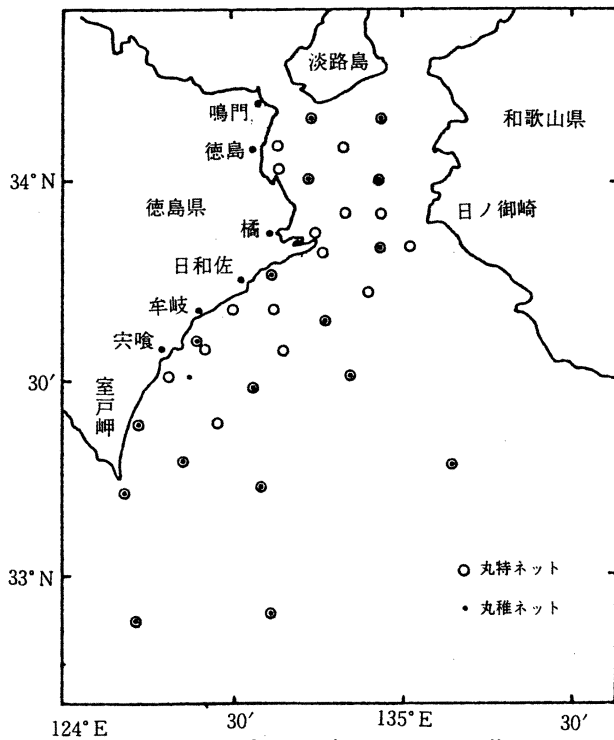 淡路島
鳴門
和歌山県
徳島
34°N
徳島県
日ノ御崎
橘
日和佐
牟岐
宍喰
30′
室戸岬
33°N
丸特ネット
丸稚ネット
124°E
30′
135°E
30′